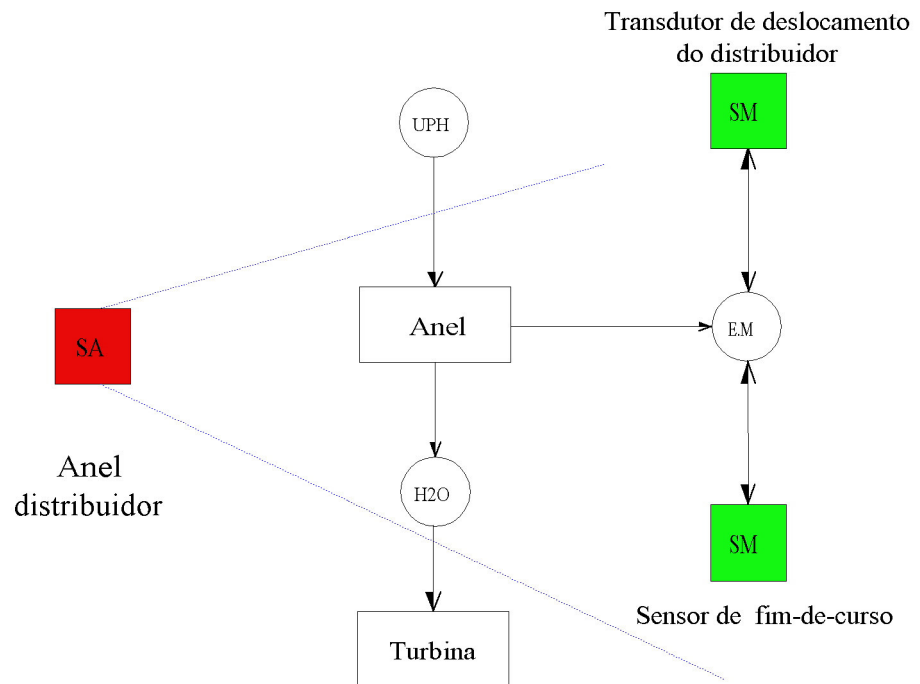 Transdutor de deslocamento
do distribuidor
SM
UPH
SA
Anel
E.M
Anel
distribuidor
H2O
SM
Sensor de fim-de-curso
Turbina